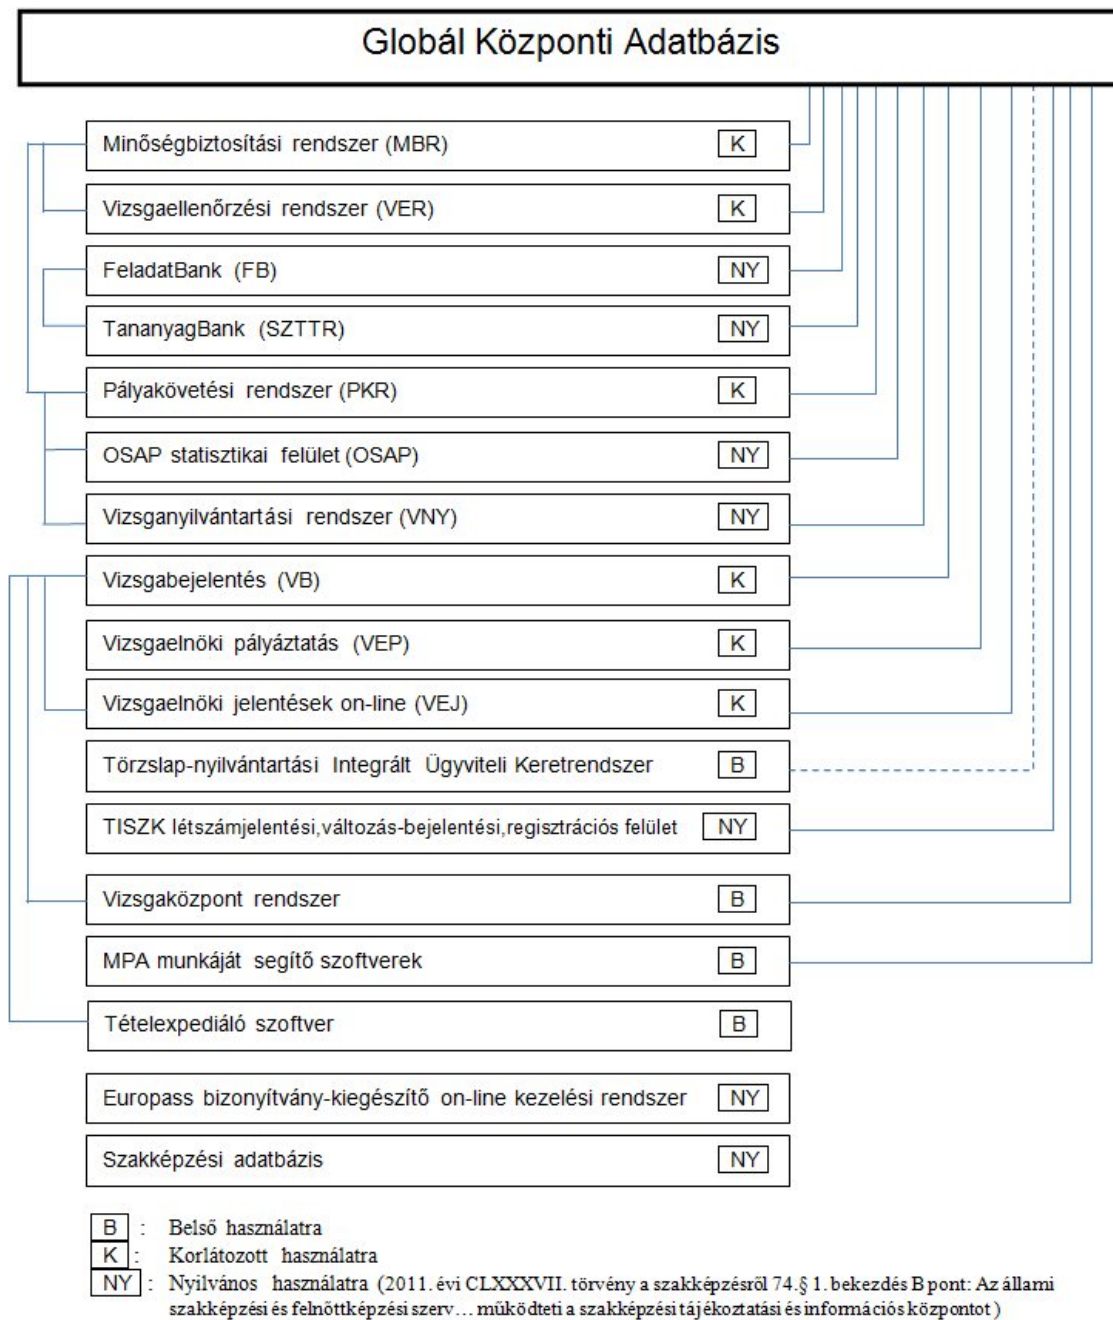 Globál Központi Adatbázis
Minőségbiztosítási rendszer (MBR) K
Vizsgaellenőrzési rendszer (VER) K
FeladatBank (FB) NY
TananyagBank (SZTTR) NY
Pályakövetési rendszer (PKR) K
OSAP statisztikai felület (OSAP) NY
Vizsganyilvántartási rendszer (VNY) NY
Vizsgabejelentés (VB) K
Vizsgaelnöki pályáztatás (VEP) K
Vizsgaelnöki jelentések on-line (VEJ) K
Törzslap-nyilvántartási Integrált Ügyviteli Keretrendszer B
TISZK létszámjelentési,változás-bejelentési,regisztrációs felület NY
Vizsgaközpont rendszer B
MPA munkáját segítő szoftverek B
Tételexpediáló szoftver B
Europass bizonyítvány-kiegészítő on-line kezelési rendszer NY
Szakképzési adatbázis NY
B : Belső használatra
K : Korlátozott használatra
NY : Nyilvános használatra (2011. évi CLXXXVII. törvény a szakképzésről 74.§ 1. bekezdés B pont: Az állami
szakképzési és felnőttképzési szerv… működteti a szakképzési tájékoztatási és információs központot )